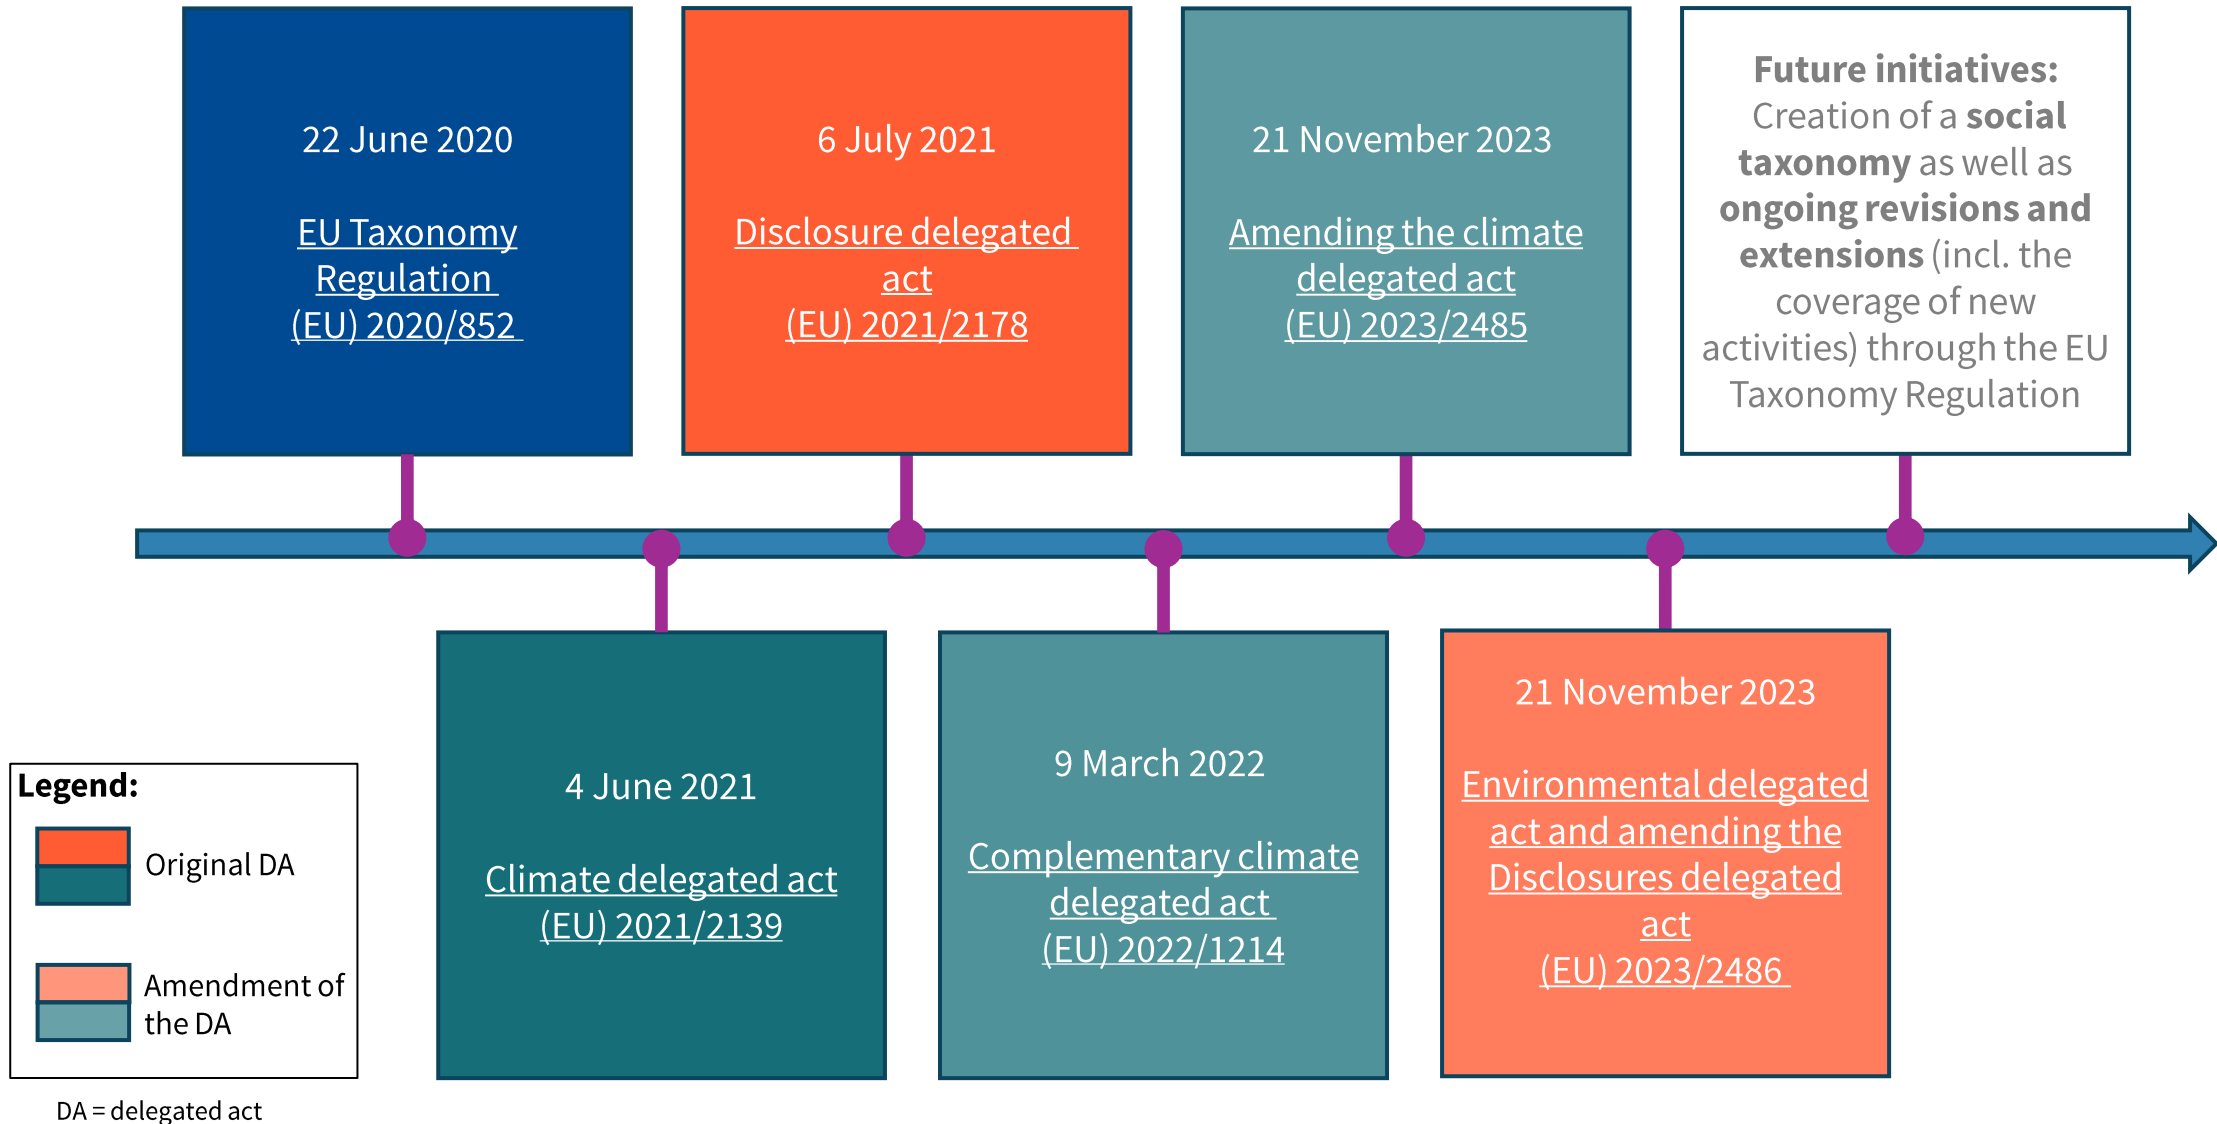 22 June 2020
EU Taxonomy
Regulation
(EU) 2020/852
6 July 2021
Disclosure delegated
act
(EU) 2021/2178
21 November 2023
Amending the climate
delegated act
(EU) 2023/2485
Future initiatives:
Creation of a social
taxonomy as well as
ongoing revisions and
extensions (incl. the
coverage of new
activities) through the EU
Taxonomy Regulation
4 June 2021
Climate delegated act
(EU) 2021/2139
9 March 2022
Complementary climate
delegated act
(EU) 2022/1214
21 November 2023
Environmental delegated
act and amending the
Disclosures delegated
act
(EU) 2023/2486
Legend:
Original DA
Amendment of
the DA
DA = delegated act